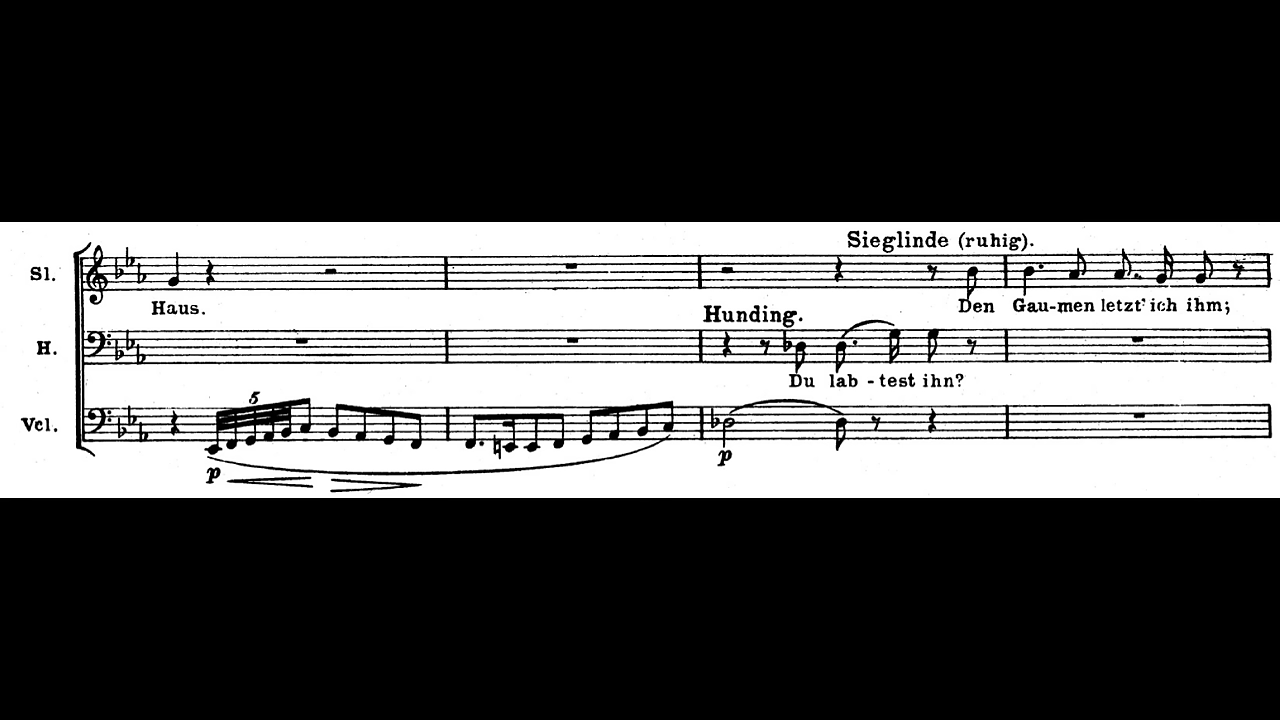 Sieglinde (ruhig).
Sl.
Haus.
Den Gau-men letzt' ich ihm;
Hunding.
H.
Du lab - test ihn?
5
Vcl.
p
p